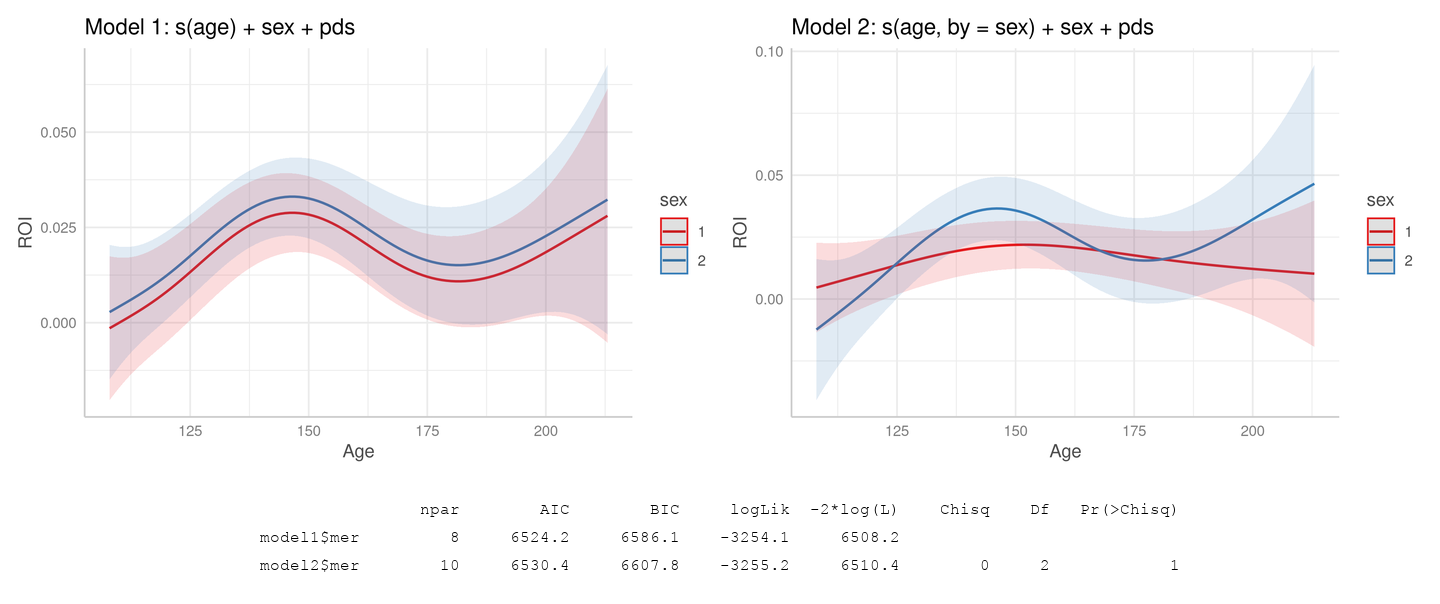 Model 1: s(age) + sex + pds
0.050
0.025
0.000
ROI
125 150 175 200
Age
sex
1
2
Model 2: s(age, by = sex) + sex + pds
0.10
0.05
0.00
ROI
125 150 175 200
Age
sex
1
2
npar AIC BIC logLik -2*log(L) Chisq Df Pr(>Chisq)
model1$mer 8 6524.2 6586.1 -3254.1 6508.2
model2$mer 10 6530.4 6607.8 -3255.2 6510.4 0 2 1